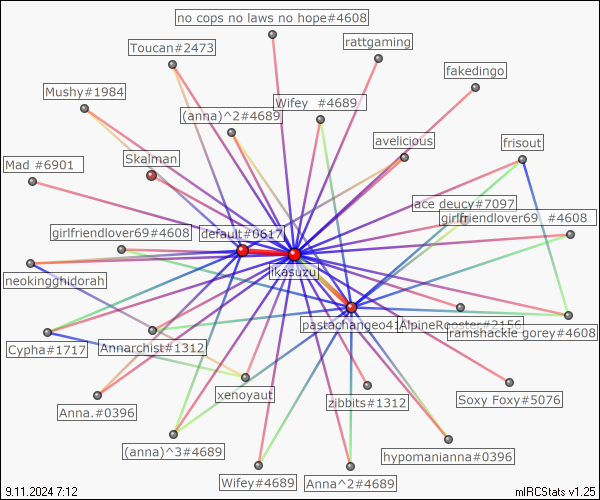 no cops no laws no hope#4608
rattgaming
Toucan#2473
fakedingo
Mushy#1984
Wifey #4689
(anna)^2#4689
avelicious
frisout
Skalman
Mad #6901
ace deucy#7097
girlfriendlover69 #4608
girlfriendlover69#4608
default#0617
ikasuzu
neokingghidorah
pastachangeo41
AlpineRooster#2156
ramshackle gorey#4608
Cypha#1717
Annarchist#1312
xenoyaut
zibbits#1312
Soxy Foxy#5076
Anna.#0396
(anna)^3#4689
hypomanianna#0396
Wifey#4689
Anna^2#4689
9.11.2024 7:12
mIRCStats v1.25